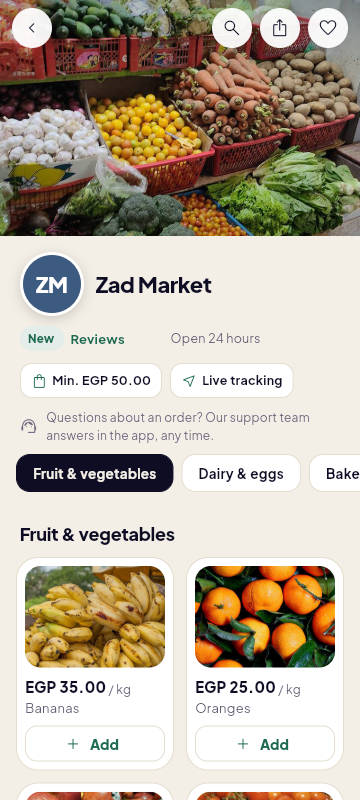 ZM
Zad Market
New Reviews
Open 24 hours
Min. EGP 50.00
Live tracking
Questions about an order? Our support team
answers in the app, any time.
Fruit & vegetables
Dairy & eggs
Bake
Fruit & vegetables
EGP 35.00 / kg
Bananas
Add
EGP 25.00 / kg
Oranges
Add